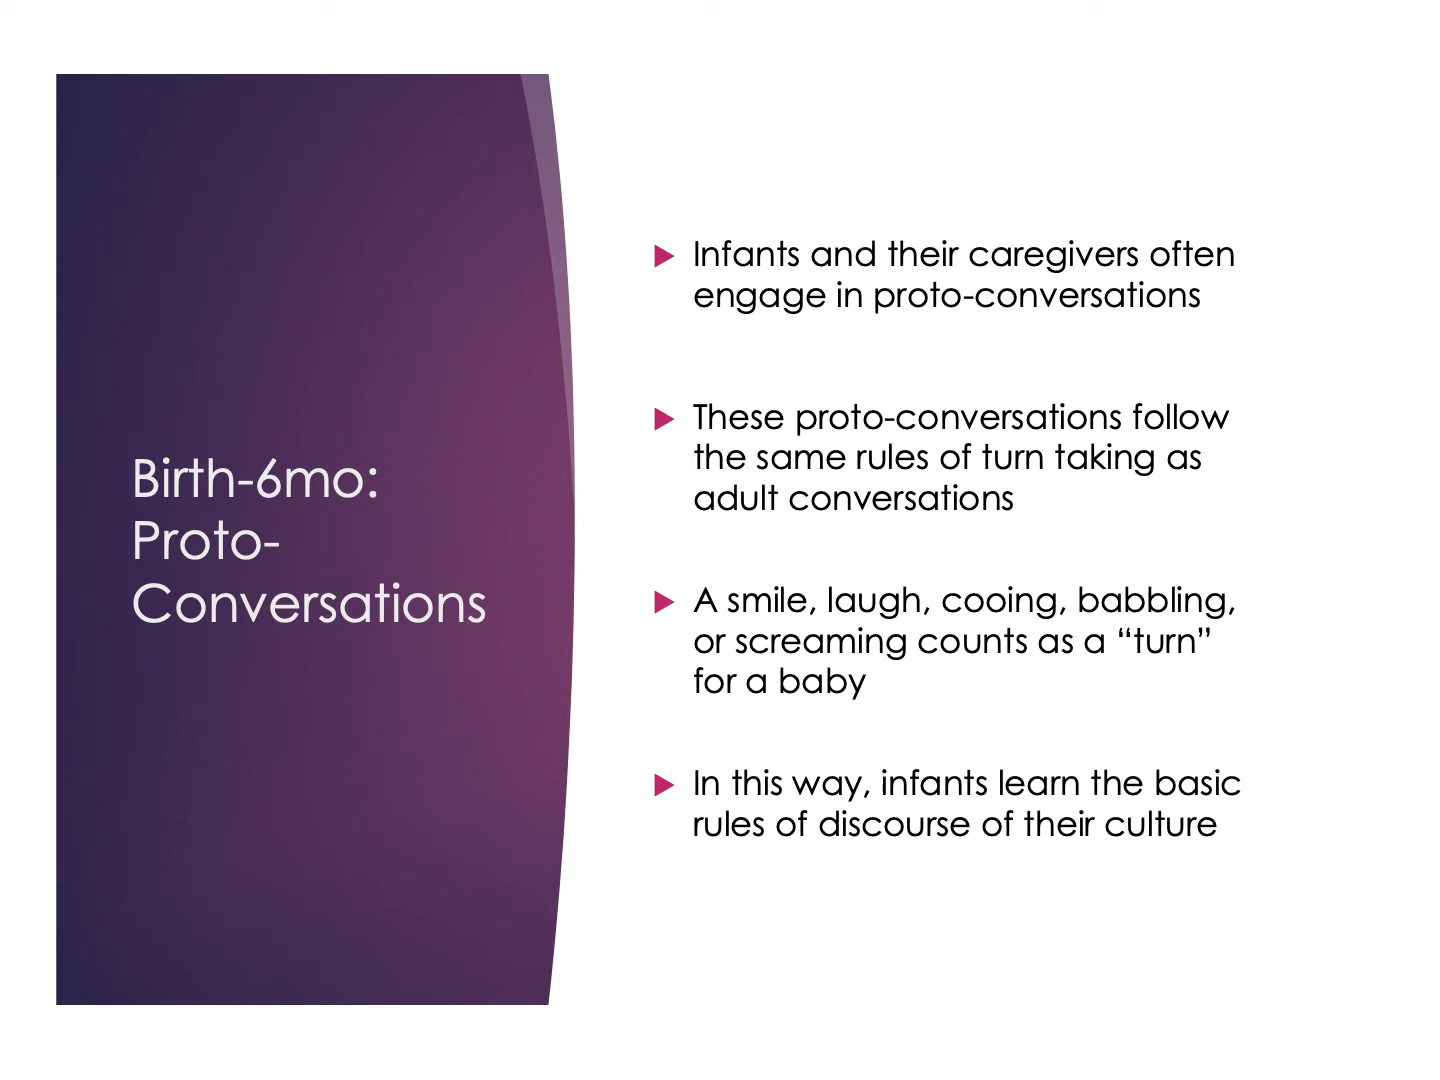 Birth-6mo:
Proto-
Conversations
Infants and their caregivers often
engage in proto-conversations
These proto-conversations follow
the same rules of turn taking as
adult conversations
A smile, laugh, cooing, babbling,
or screaming counts as a “turn”
for a baby
In this way, infants learn the basic
rules of discourse of their culture